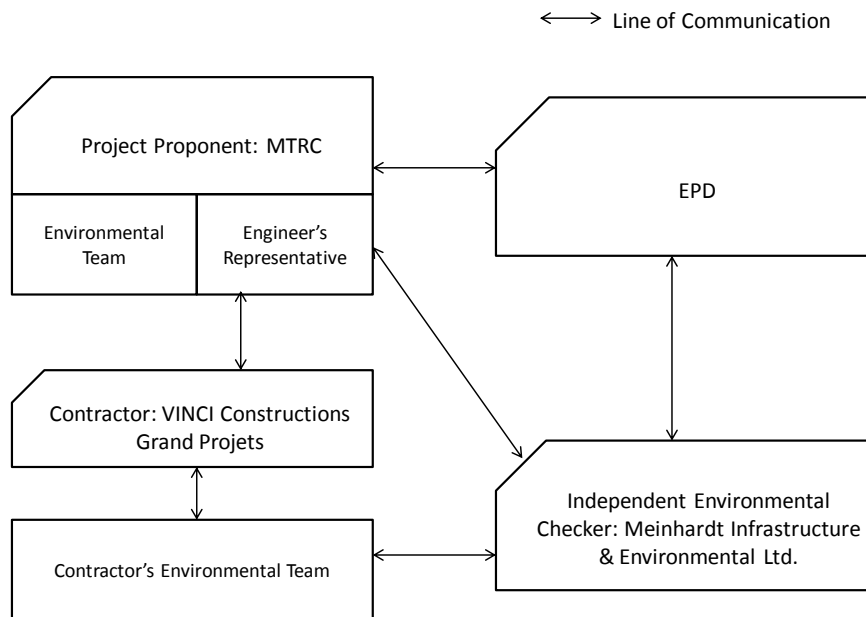 Line of Communication
Project Proponent: MTRC
EPD
Environmental
Team
Engineer's
Representative
Contractor: VINCI Constructions
Grand Projets
Independent Environmental
Checker: Meinhardt Infrastructure
& Environmental Ltd.
Contractor's Environmental Team